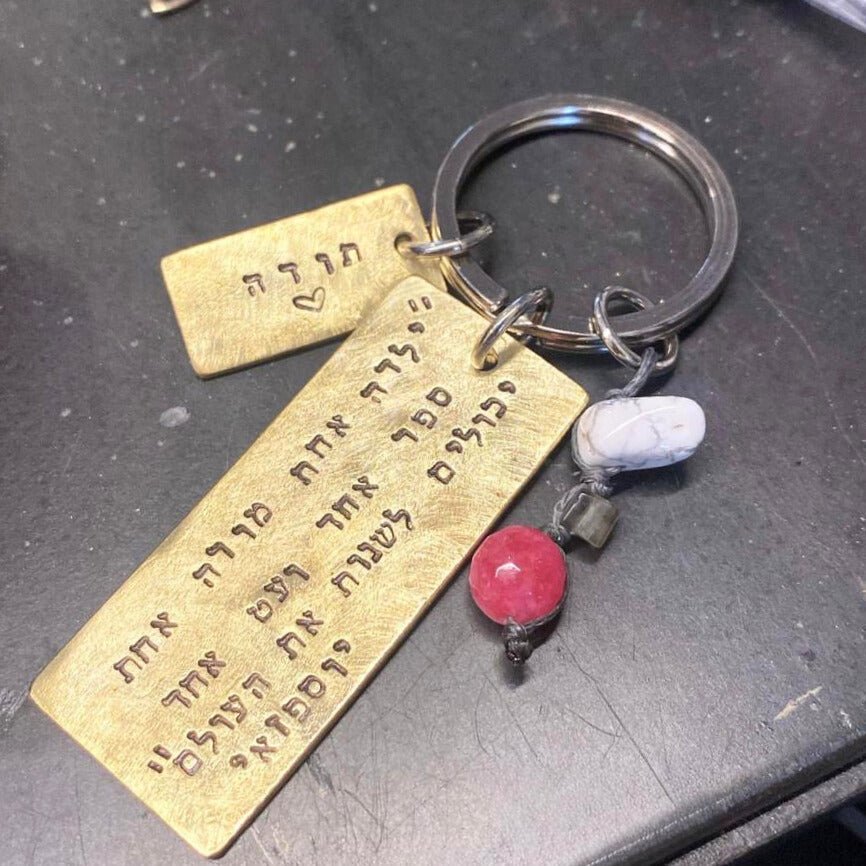 תודה
♡
"ילדה אחת מורה אחת
ספר אחד ועט אחד
יכולים לשנות את העולם"
יוספזאי